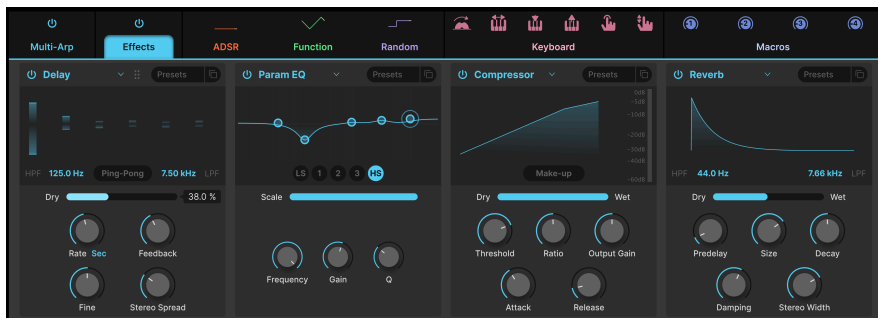 Multi-Arp
Effects
ADSR
Function
Random
Keyboard
Macros
1
2
3
4
Delay
Presets
Param EQ
Presets
Compressor
Presets
Reverb
Presets
HPF 125.0 Hz Ping-Pong 7.50 kHz LPF
LS 1 2 3 HS
0dB
-5dB
-10dB
-20dB
-30dB
-40dB
-60dB
Make-up
HPF 44.0 Hz 7.66 kHz LPF
Dry 38.0 %
Scale
Dry Wet
Dry Wet
Rate Sec Feedback
Fine Stereo Spread
Frequency Gain Q
Threshold Ratio Output Gain
Attack Release
Predelay Size Decay
Damping Stereo Width